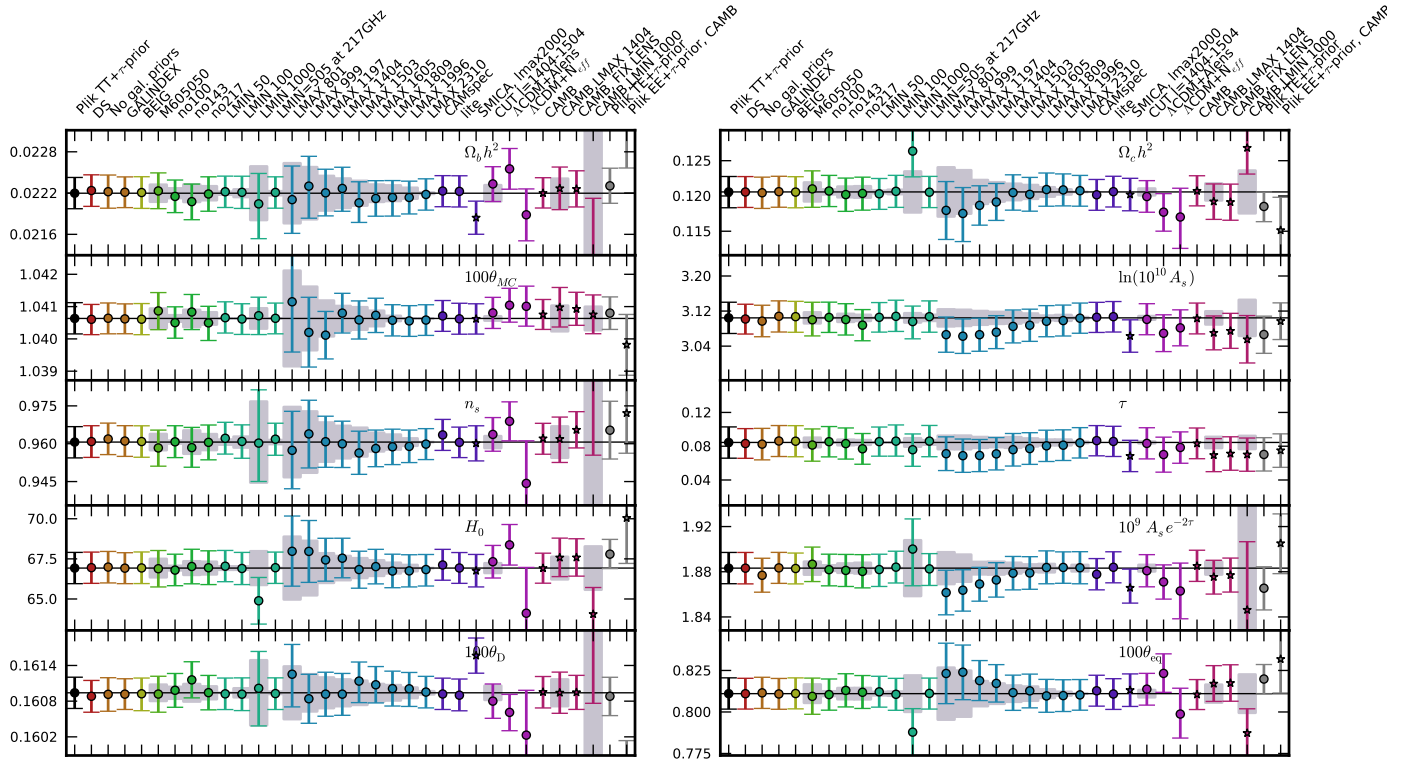 Plik TT+τ-prior
DS
No gal. priors
GALINDEX
BEIG
M605050
no100
no143
no217
LMIN 50
LMIN 100
LMIN 1000
LMIN=505 at 217GHz
LMAX 801
LMAX 999
LMAX 1197
LMAX 1404
LMAX 1503
LMAX 1605
LMAX 1809
LMAX 1996
LMAX 2310
CAMspec
lite
SMICA, lmax2000
CUT l=1404-1504
ΛCDM+Alens
ΛCDM+N_eff
CAMB
CAMB, LMAX 1404
CAMB, FIX LENS
CAMB, LMIN 1000
Plik TE+τ-prior
Plik EE+τ-prior, CAMB
Plik TT+τ-prior
DS
No gal. priors
GALINDEX
BEIG
M605050
no100
no143
no217
LMIN 50
LMIN 100
LMIN 1000
LMIN=505 at 217GHz
LMAX 801
LMAX 999
LMAX 1197
LMAX 1404
LMAX 1503
LMAX 1605
LMAX 1809
LMAX 1996
LMAX 2310
CAMspec
lite
SMICA, lmax2000
CUT l=1404-1504
ΛCDM+Alens
ΛCDM+N_eff
CAMB
CAMB, LMAX 1404
CAMB, FIX LENS
CAMB, LMIN 1000
Plik TE+τ-prior
Plik EE+τ-prior, CAMP
Ω_b h²
0.0228
0.0222
0.0216
100θ_MC
1.042
1.041
1.040
1.039
n_s
0.975
0.960
0.945
H_0
70.0
67.5
65.0
100θ_D
0.1614
0.1608
0.1602
Ω_c h²
0.125
0.120
0.115
ln(10¹⁰ A_s)
3.20
3.12
3.04
τ
0.12
0.08
0.04
10⁹ A_s e^{-2τ}
1.92
1.88
1.84
100θ_eq
0.825
0.800
0.775